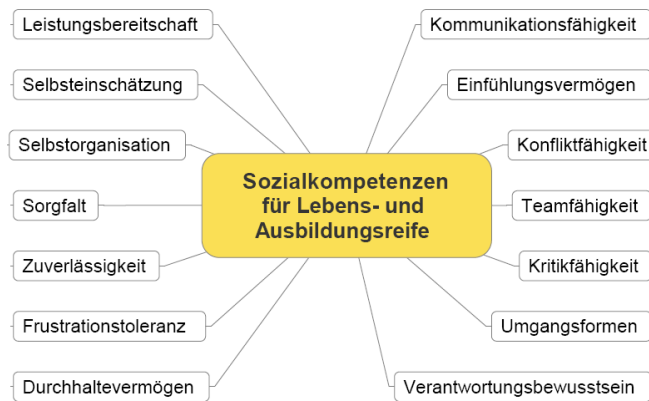 Leistungsbereitschaft
Selbsteinschätzung
Selbstorganisation
Sorgfalt
Zuverlässigkeit
Frustrationstoleranz
Durchhaltevermögen
Sozialkompetenzen
für Lebens- und
Ausbildungsreife
Kommunikationsfähigkeit
Einfühlungsvermögen
Konfliktfähigkeit
Teamfähigkeit
Kritikfähigkeit
Umgangsformen
Verantwortungsbewusstsein